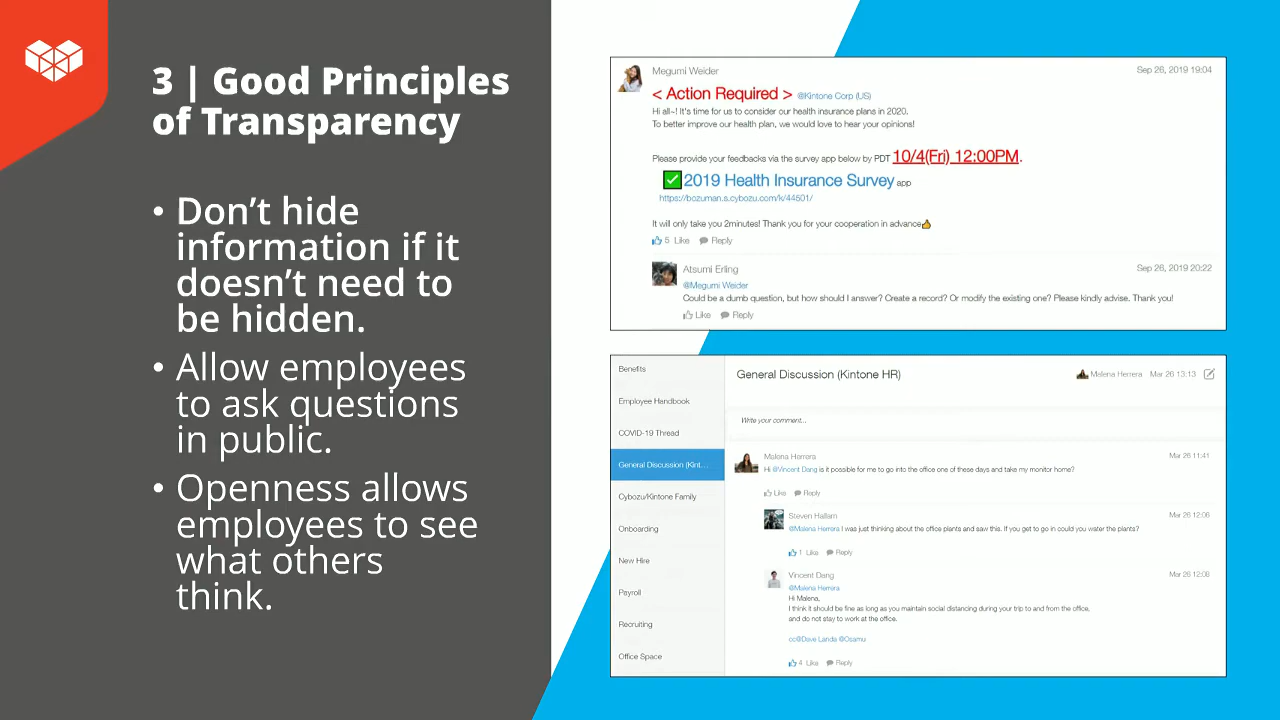 3 | Good Principles
of Transparency
• Don’t hide
information if it
doesn’t need to
be hidden.
• Allow employees
to ask questions
in public.
• Openness allows
employees to see
what others
think.
Megumi Weider
Sep 26, 2019 19:04
< Action Required > @Kintone Corp (US)
Hi all~! It's time for us to consider our health insurance plans in 2020.
To better improve our health plan, we would love to hear your opinions!
Please provide your feedbacks via the survey app below by PDT 10/4(Fri) 12:00PM.
2019 Health Insurance Survey app
https://bozuman.s.cybozu.com/k/44501/
It will only take you 2minutes! Thank you for your cooperation in advance
5 Like Reply
Atsumi Erling
Sep 26, 2019 20:22
@Megumi Weider
Could be a dumb question, but how should I answer? Create a record? Or modify the existing one? Please kindly advise. Thank you!
Like Reply
Benefits
Employee Handbook
COVID-19 Thread
General Discussion (Kint...
Cybozu/Kintone Family
Onboarding
New Hire
Payroll
Recruiting
Office Space
General Discussion (Kintone HR)
Malena Herrera Mar 26 13:13
Write your comment...
Malena Herrera
Mar 26 11:41
Hi @Vincent Dang is it possible for me to go into the office one of these days and take my monitor home?
Like Reply
Steven Hallam
Mar 26 12:06
@Malena Herrera I was just thinking about the office plants and saw this. If you get to go in could you water the plants?
1 Like Reply
Vincent Dang
Mar 26 12:08
@Malena Herrera
Hi Malena,
I think it should be fine as long as you maintain social distancing during your trip to and from the office,
and do not stay to work at the office.
cc@Dave Landa @Osamu
4 Like Reply